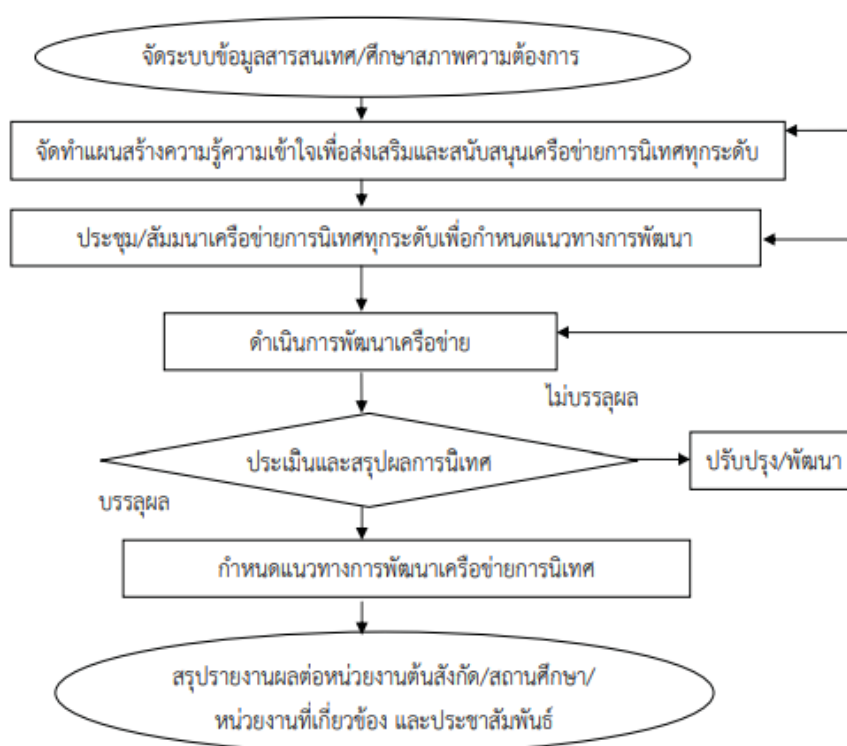 จัดระบบข้อมูลสารสนเทศ/ศึกษาสภาพความต้องการ
จัดทำแผนสร้างความรู้ความเข้าใจเพื่อส่งเสริมและสนับสนุนเครือข่ายการนิเทศทุกระดับ
ประชุม/สัมมนาเครือข่ายการนิเทศทุกระดับเพื่อกำหนดแนวทางการพัฒนา
ดำเนินการพัฒนาเครือข่าย
ไม่บรรลุผล
ประเมินและสรุปผลการนิเทศ
ปรับปรุง/พัฒนา
บรรลุผล
กำหนดแนวทางการพัฒนาเครือข่ายการนิเทศ
สรุปรายงานผลต่อหน่วยงานต้นสังกัด/สถานศึกษา/
หน่วยงานที่เกี่ยวข้อง และประชาสัมพันธ์